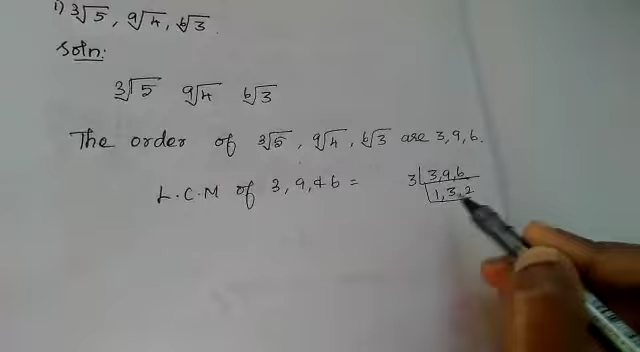 1) ∛5, ⁹√4, ⁶√3.
Soln:
∛5 ⁹√4 ⁶√3
The order of ∛5, ⁹√4, ⁶√3 are 3, 9, 6.
L.C.M of 3, 9, & 6 = 3 | 3, 9, 6
1, 3, 2